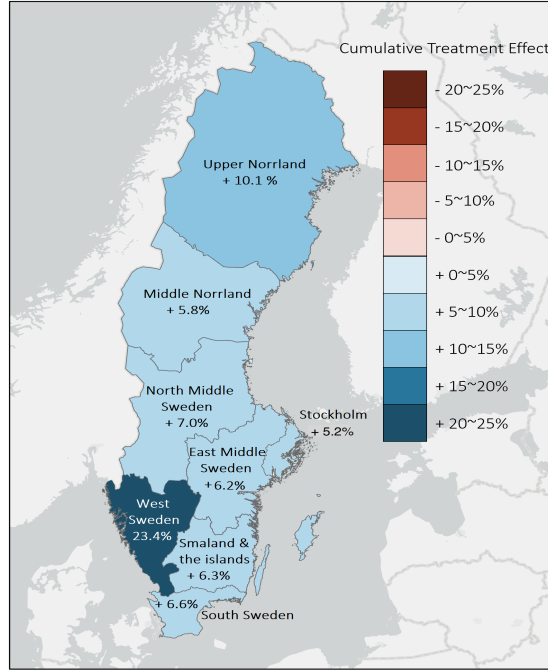 Cumulative Treatment Effect
- 20~25%
- 15~20%
- 10~15%
- 5~10%
- 0~5%
+ 0~5%
+ 5~10%
+ 10~15%
+ 15~20%
+ 20~25%
Upper Norrland
+ 10.1 %
Middle Norrland
+ 5.8%
North Middle
Sweden
+ 7.0%
Stockholm
+ 5.2%
East Middle
Sweden
+ 6.2%
West
Sweden
23.4%
Smaland &
the islands
+ 6.3%
+ 6.6%
South Sweden